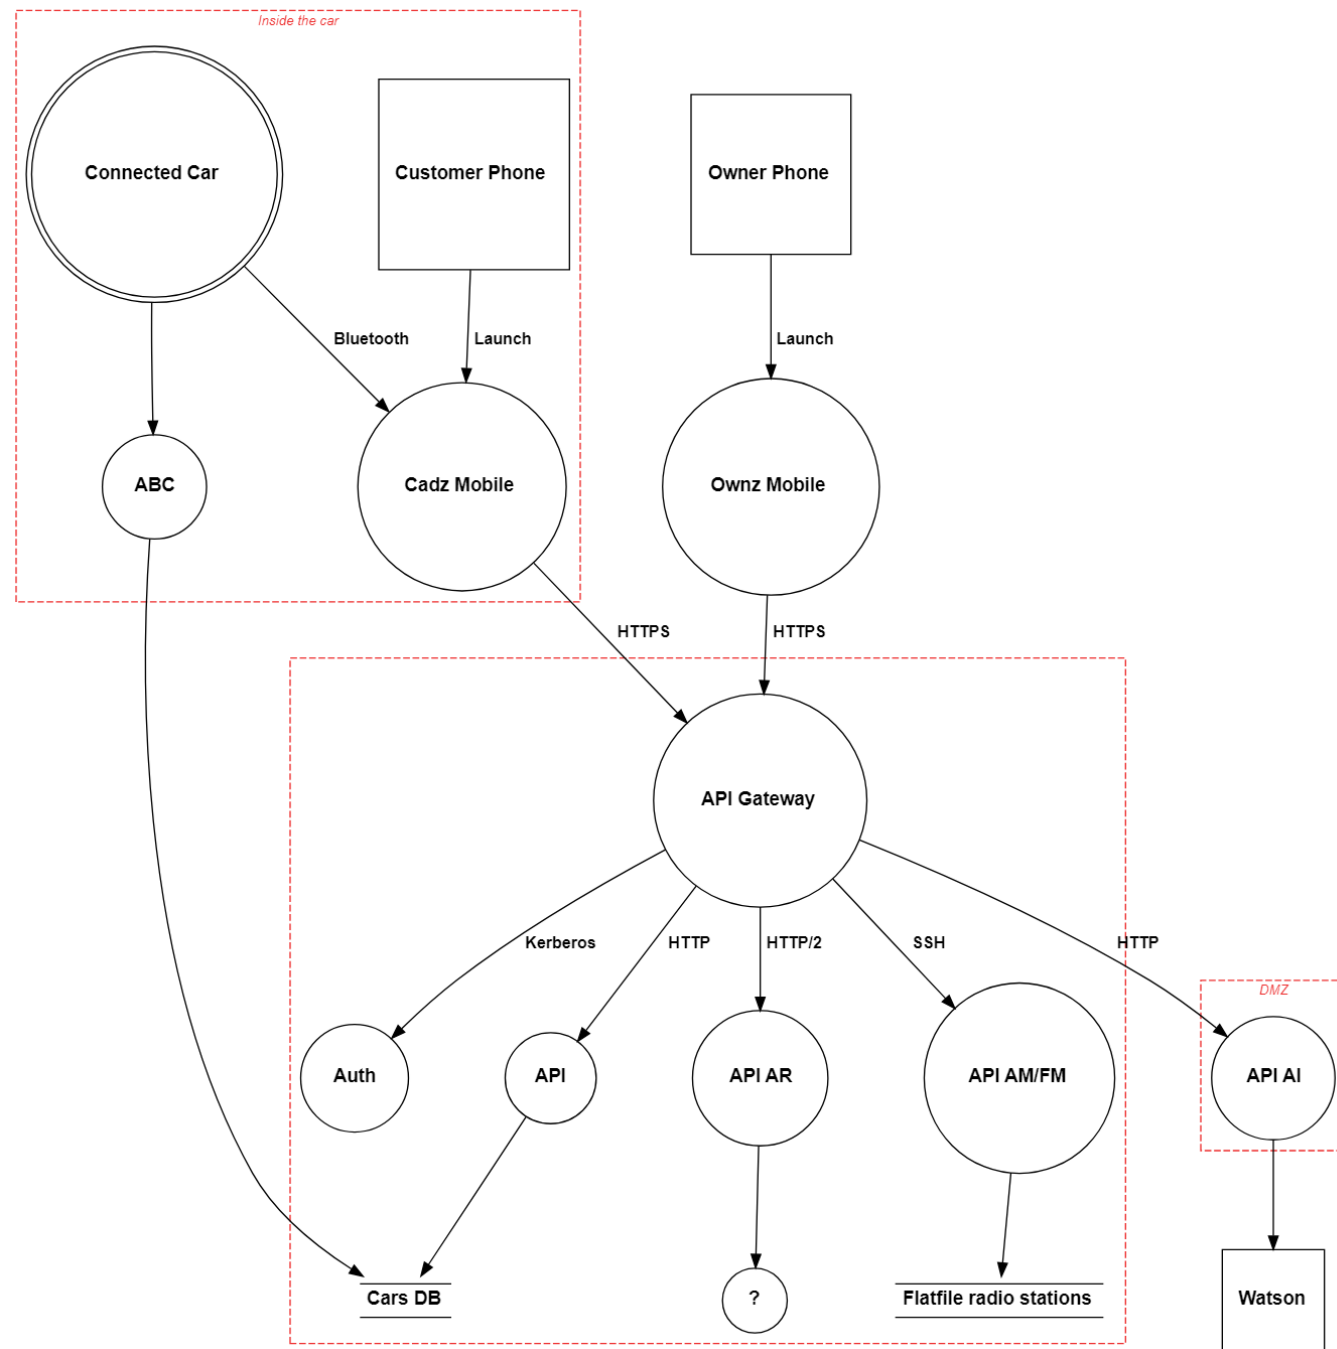 Inside the car
Connected Car
Customer Phone
Owner Phone
Bluetooth
Launch
Launch
ABC
Cadz Mobile
Ownz Mobile
HTTPS
HTTPS
API Gateway
Kerberos
HTTP
HTTP/2
SSH
HTTP
DMZ
Auth
API
API AR
API AM/FM
API AI
Cars DB
?
Flatfile radio stations
Watson